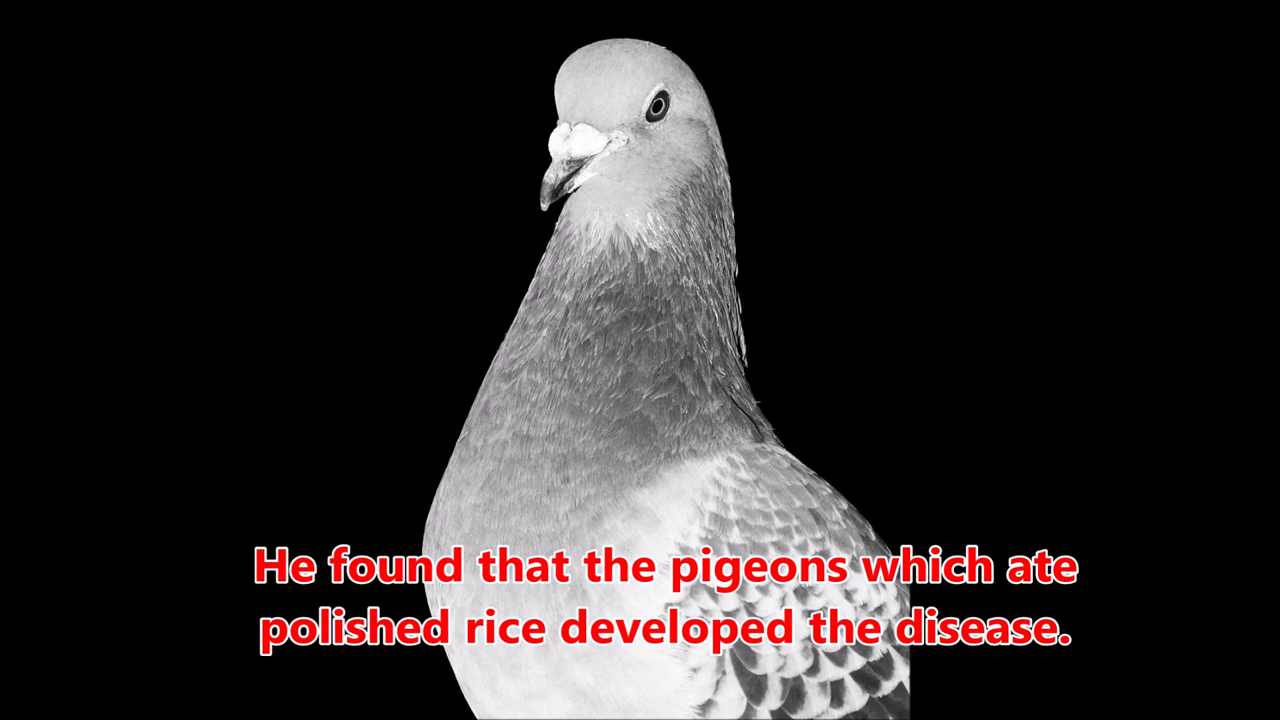 He found that the pigeons which ate
polished rice developed the disease.